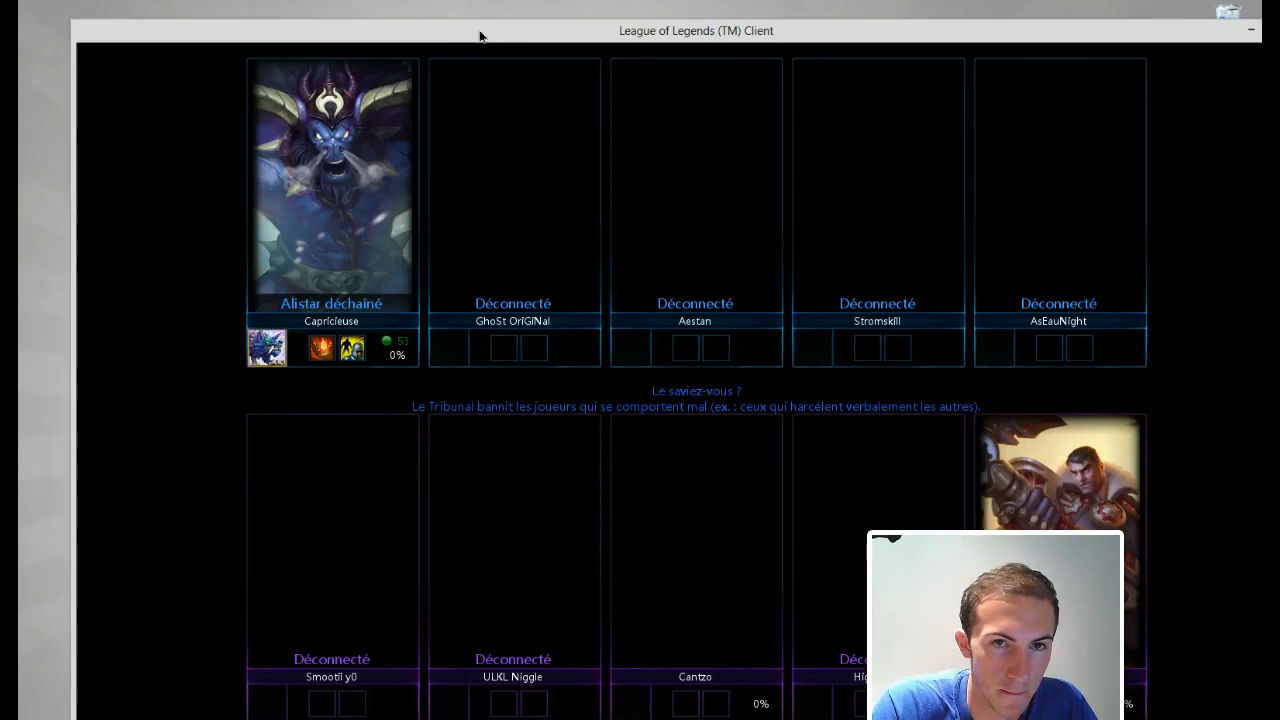 League of Legends (TM) Client
Alistar déchaîné
Déconnecté
Déconnecté
Déconnecté
Déconnecté
Capricieuse
GhoSt OriGiNal
Aestan
Stromskill
AsEauNight
53
0%
Le saviez-vous ?
Le Tribunal bannit les joueurs qui se comportent mal (ex. : ceux qui harcèlent verbalement les autres).
Déconnecté
Déconnecté
Smootii y0
ULKL Niggle
Cantzo
0%
%